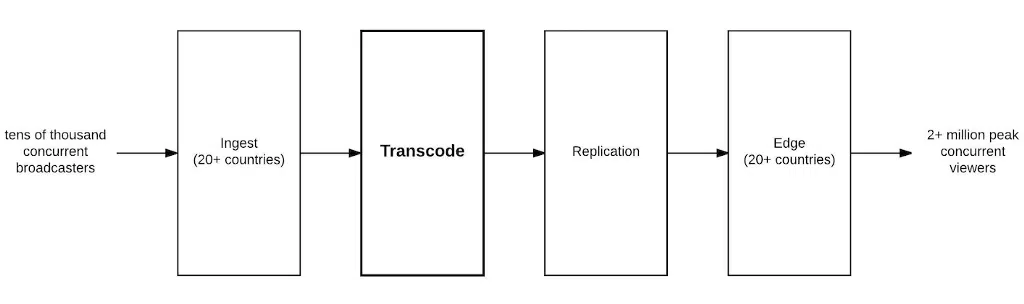 tens of thousand
concurrent
broadcasters
Ingest
(20+ countries)
Transcode
Replication
Edge
(20+ countries)
2+ million peak
concurrent
viewers